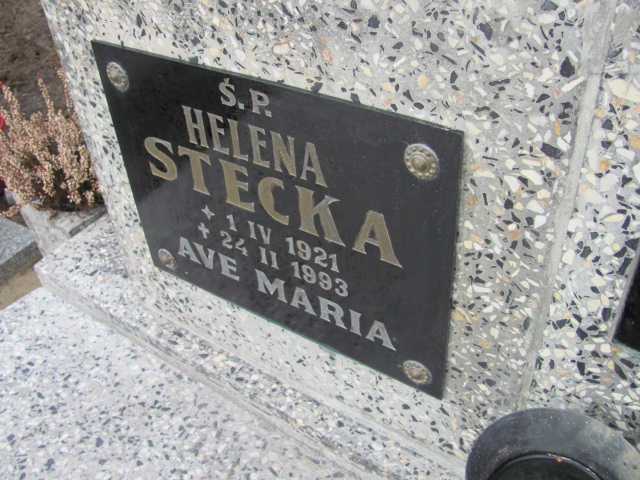 Ś.P.
HELENA
STECKA
* 1 IV 1921
+ 24 II 1993
AVE MARIA